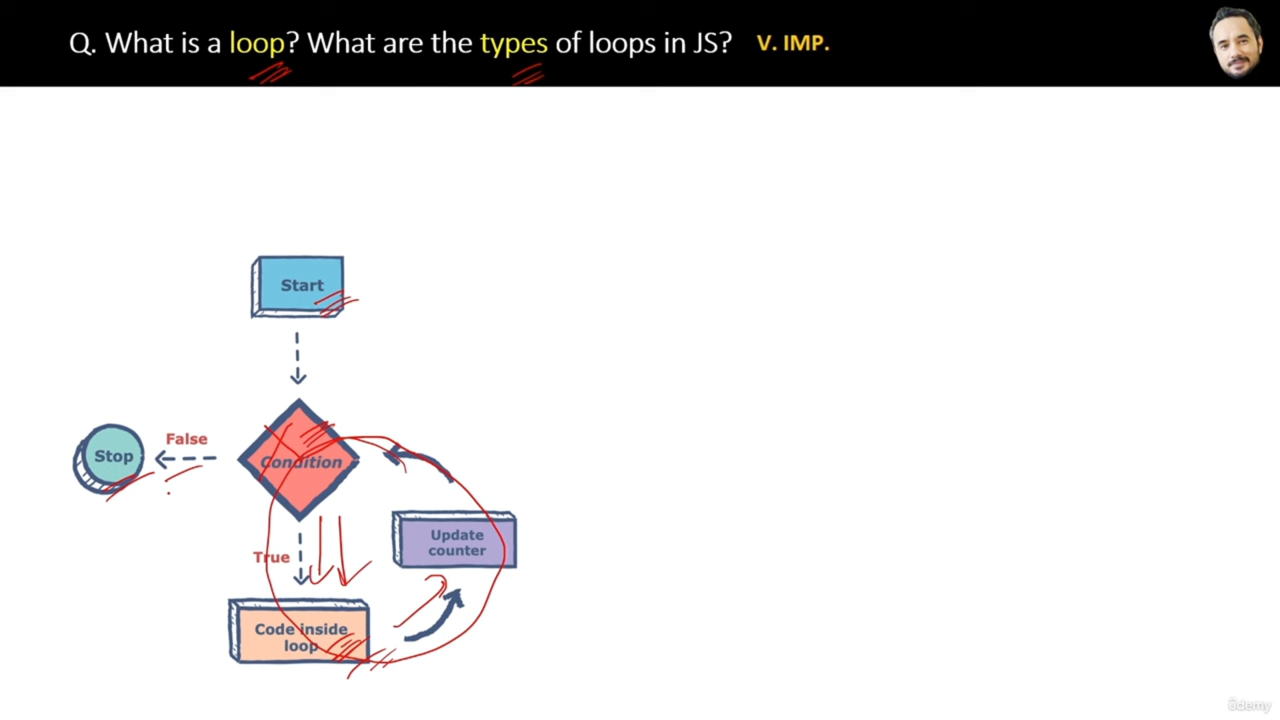 Q. What is a loop? What are the types of loops in JS? V. IMP.
Start
False
Stop
Condition
True
Update
counter
Code inside
loop
ûdemy